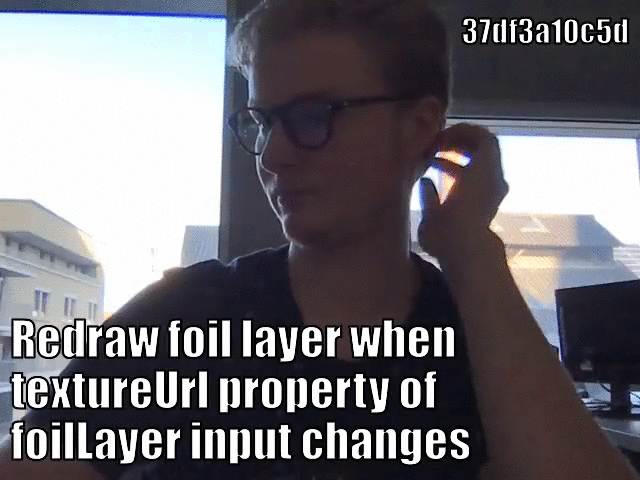 37df3a10c5d
Redraw foil layer when
textureUrl property of
foilLayer input changes